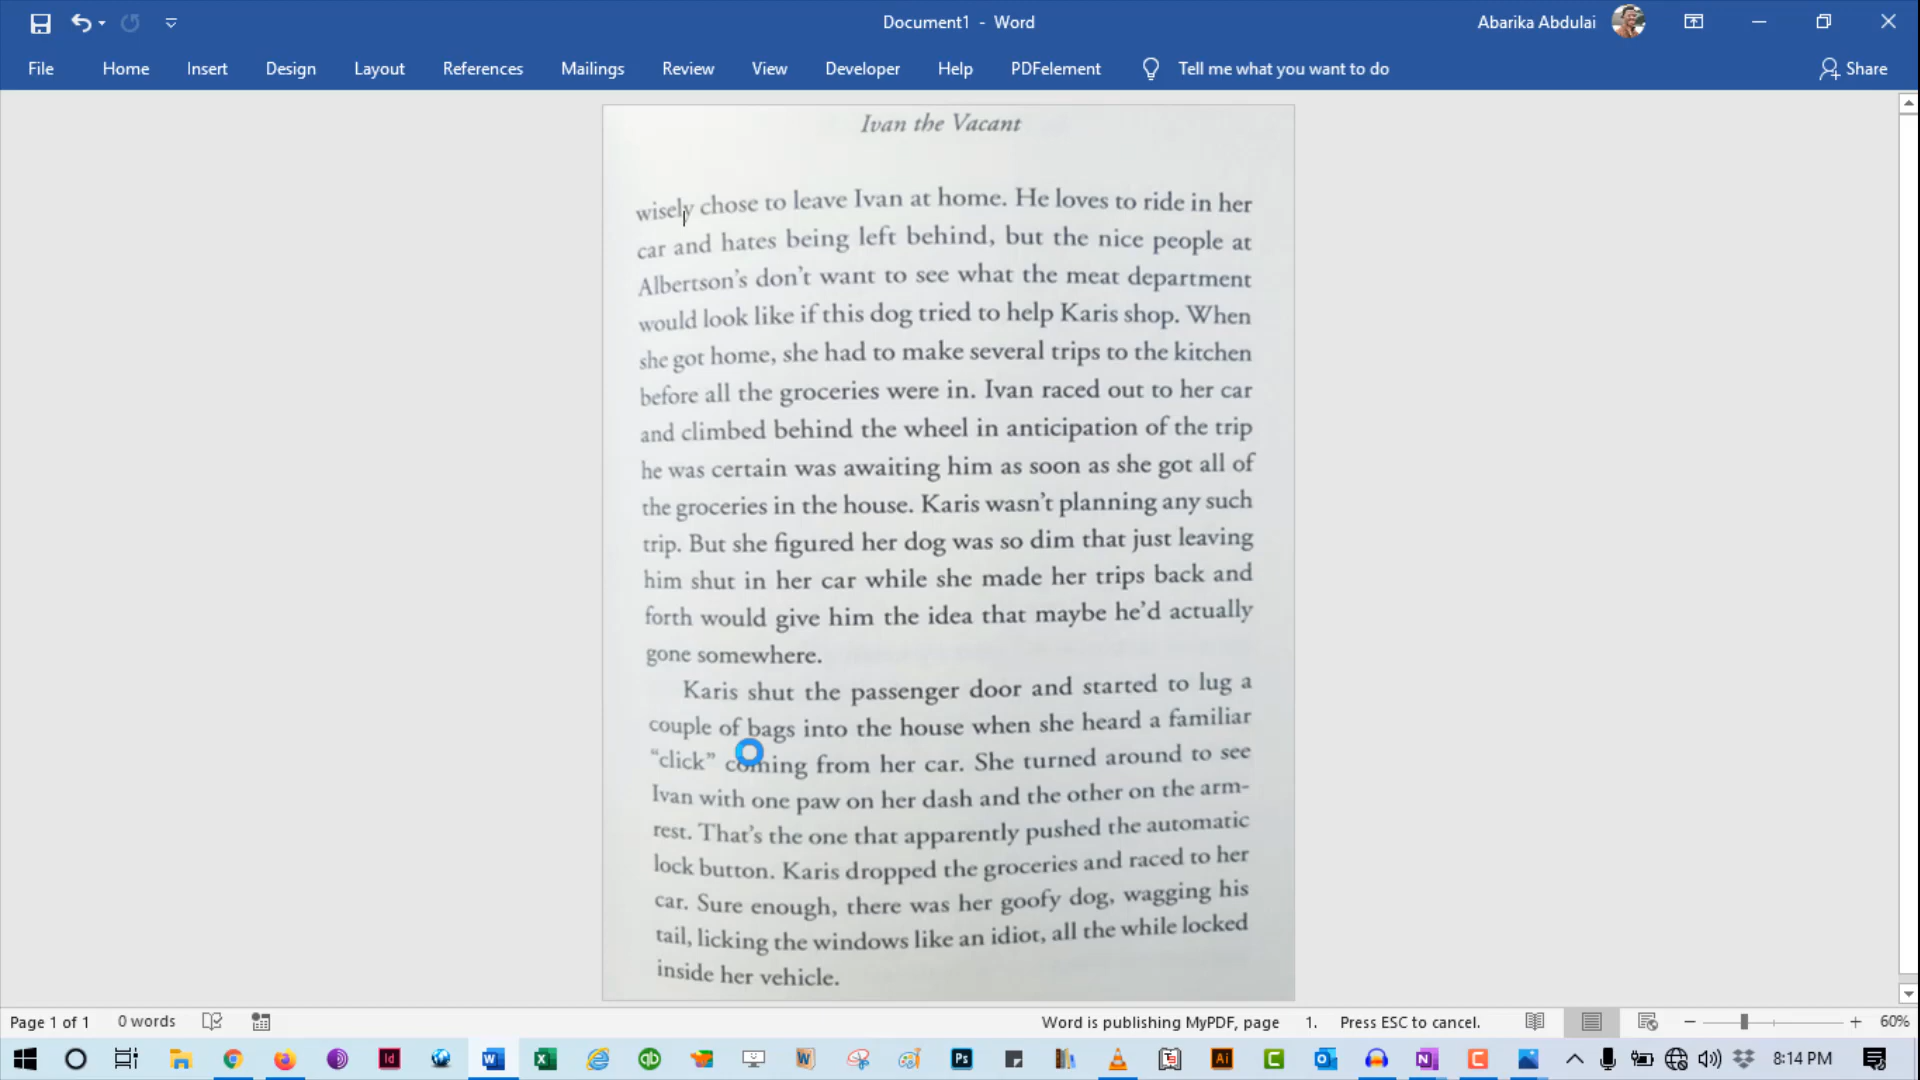 Document1 - Word
Abarika Abdulai
File Home Insert Design Layout References Mailings Review View Developer Help PDFelement Tell me what you want to do Share
Ivan the Vacant
wisely chose to leave Ivan at home. He loves to ride in her
car and hates being left behind, but the nice people at
Albertson's don't want to see what the meat department
would look like if this dog tried to help Karis shop. When
she got home, she had to make several trips to the kitchen
before all the groceries were in. Ivan raced out to her car
and climbed behind the wheel in anticipation of the trip
he was certain was awaiting him as soon as she got all of
the groceries in the house. Karis wasn't planning any such
trip. But she figured her dog was so dim that just leaving
him shut in her car while she made her trips back and
forth would give him the idea that maybe he'd actually
gone somewhere.
Karis shut the passenger door and started to lug a
couple of bags into the house when she heard a familiar
“click” coming from her car. She turned around to see
Ivan with one paw on her dash and the other on the arm-
rest. That's the one that apparently pushed the automatic
lock button. Karis dropped the groceries and raced to her
car. Sure enough, there was her goofy dog, wagging his
tail, licking the windows like an idiot, all the while locked
inside her vehicle.
Page 1 of 1 0 words Word is publishing MyPDF, page 1. Press ESC to cancel. 60%
Id W X qb W Ps Ai C N C 8:14 PM